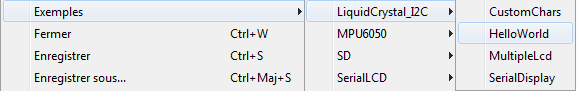 Exemples LiquidCrystal_I2C CustomChars
Fermer Ctrl+W MPU6050 HelloWorld
Enregistrer Ctrl+S SD MultipleLcd
Enregistrer sous... Ctrl+Maj+S SerialLCD SerialDisplay